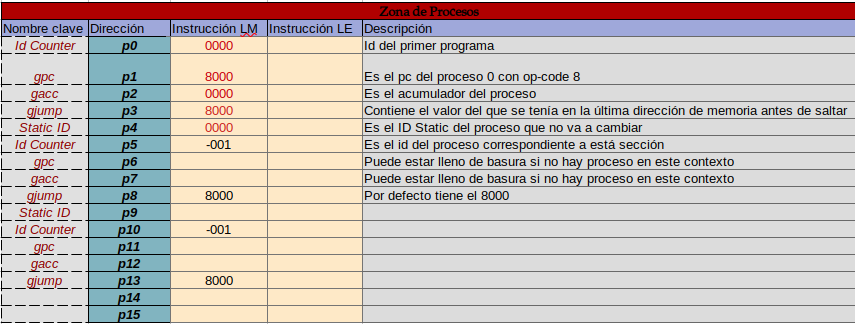 Zona de Procesos
Nombre clave Dirección Instrucción LM Instrucción LE Descripción
Id Counter p0 0000 Id del primer programa
gpc p1 8000 Es el pc del proceso 0 con op-code 8
gacc p2 0000 Es el acumulador del proceso
gjump p3 8000 Contiene el valor del que se tenía en la última dirección de memoria antes de saltar
Static ID p4 0000 Es el ID Static del proceso que no va a cambiar
Id Counter p5 -001 Es el id del proceso correspondiente a está sección
gpc p6 Puede estar lleno de basura si no hay proceso en este contexto
gacc p7 Puede estar lleno de basura si no hay proceso en este contexto
gjump p8 8000 Por defecto tiene el 8000
Static ID p9
Id Counter p10 -001
gpc p11
gacc p12
gjump p13 8000
p14
p15